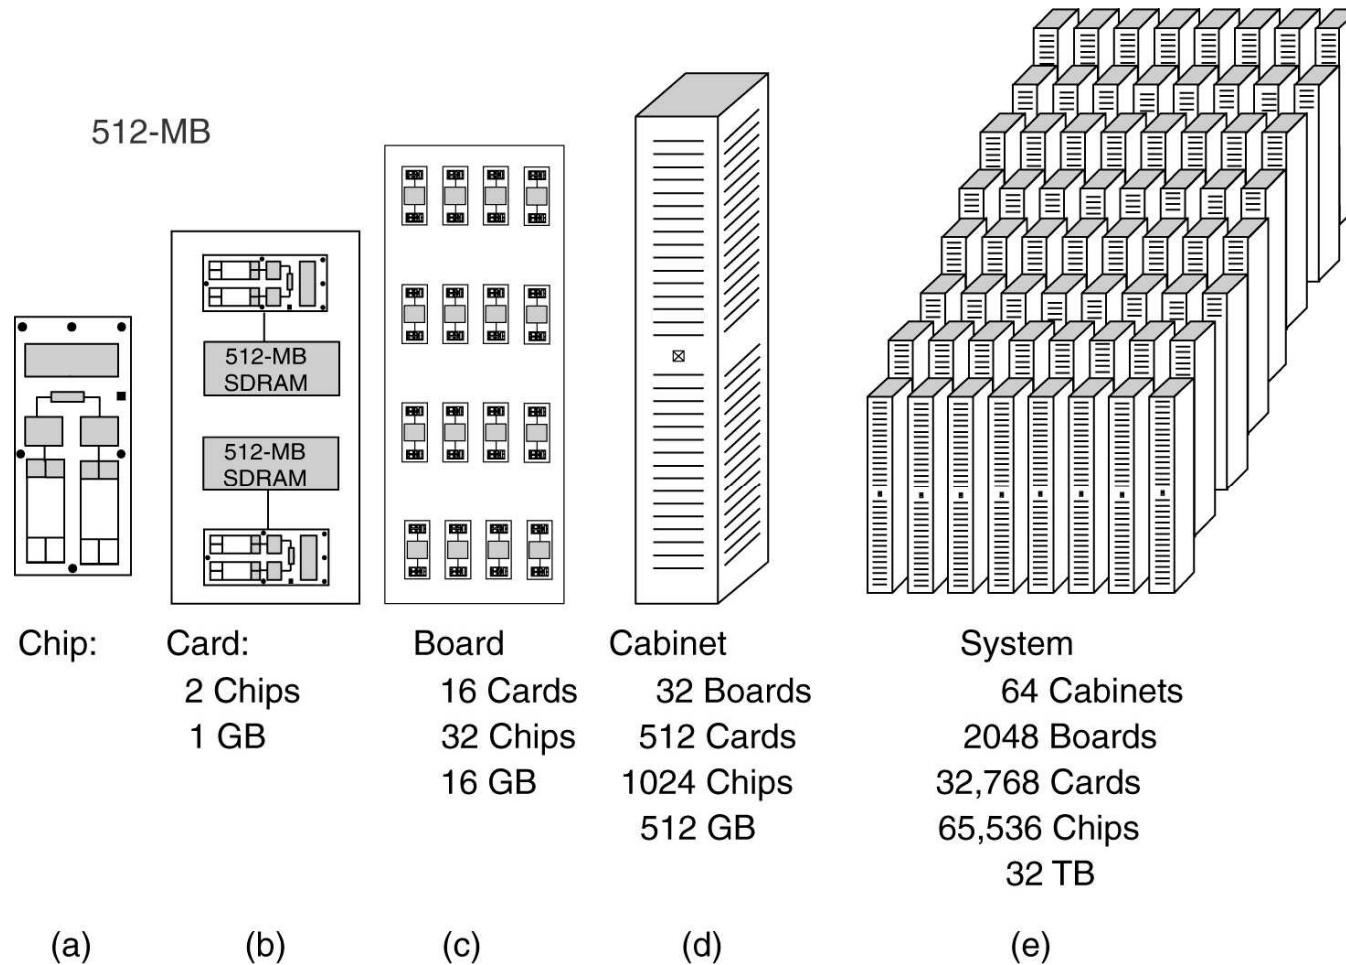 512-MB
512-MB
SDRAM
512-MB
SDRAM
Chip:
Card:
2 Chips
1 GB
Board
16 Cards
32 Chips
16 GB
Cabinet
32 Boards
512 Cards
1024 Chips
512 GB
System
64 Cabinets
2048 Boards
32,768 Cards
65,536 Chips
32 TB
(a)
(b)
(c)
(d)
(e)